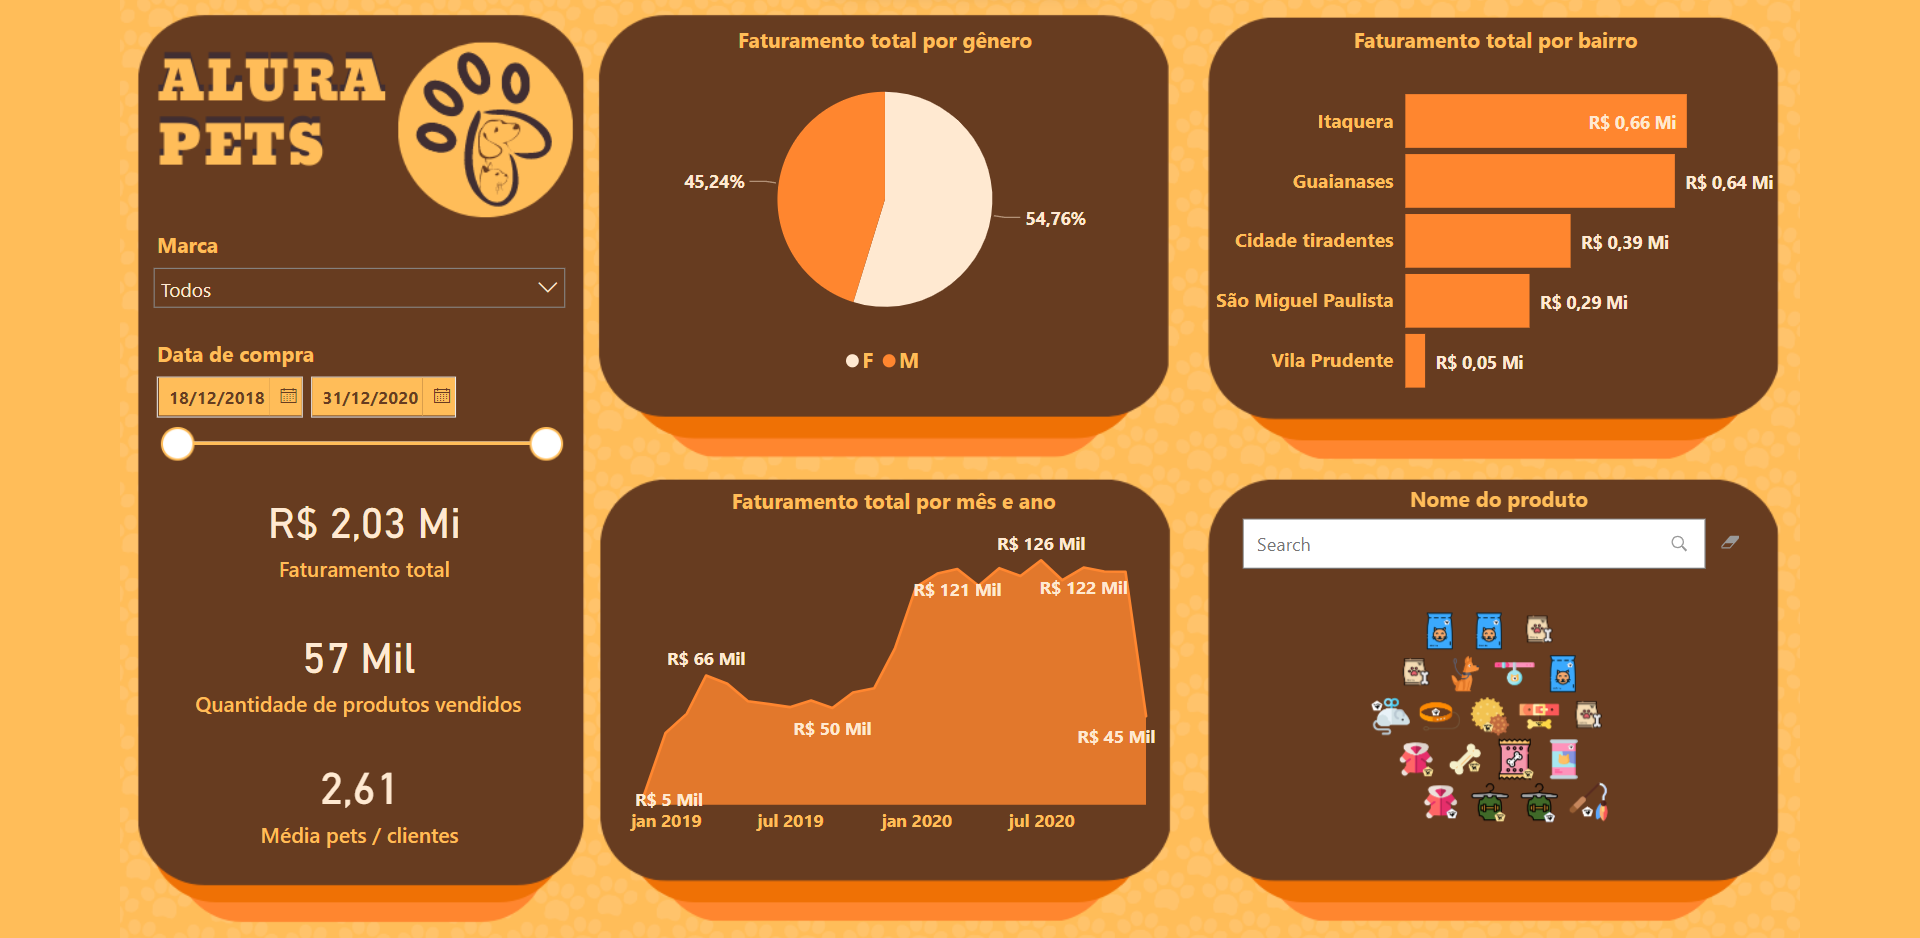 ALURA
PETS
Marca
Todos
Data de compra
18/12/2018
31/12/2020
R$ 2,03 Mi
Faturamento total
57 Mil
Quantidade de produtos vendidos
2,61
Média pets / clientes
Faturamento total por gênero
45,24%
54,76%
F
M
Faturamento total por bairro
Itaquera
R$ 0,66 Mi
Guaianases
R$ 0,64 Mi
Cidade tiradentes
R$ 0,39 Mi
São Miguel Paulista
R$ 0,29 Mi
Vila Prudente
R$ 0,05 Mi
Faturamento total por mês e ano
R$ 126 Mil
R$ 121 Mil
R$ 122 Mil
R$ 66 Mil
R$ 50 Mil
R$ 45 Mil
R$ 5 Mil
jan 2019
jul 2019
jan 2020
jul 2020
Nome do produto
Search